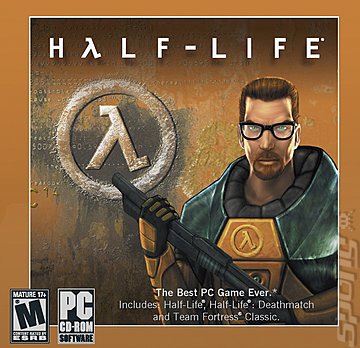 HλLF-LIFE®
"The Best PC Game Ever."
Includes: Half-Life®, Half-Life®: Deathmatch
and Team Fortress® Classic.
MATURE 17+
M
CONTENT RATED BY
ESRB
PC
CD-ROM
SOFTWARE